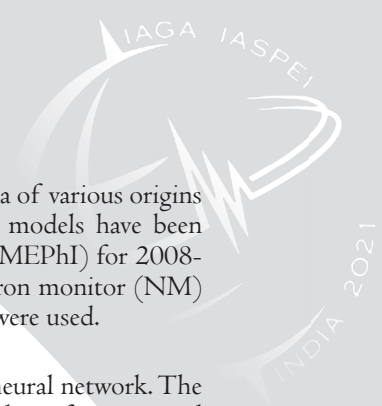 IAGA IASPEI
INDIA 2021
a of various origins
models have been
MEPhI) for 2008-
ron monitor (NM)
were used.
neural network. The